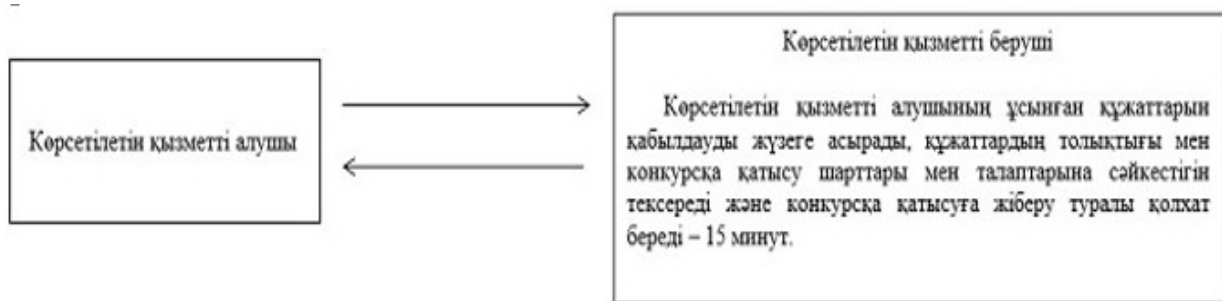 Көрсетілетін қызметті алушы
Көрсетілетін қызметті беруші
Көрсетілетін қызметті алушының ұсынған құжаттарын
қабылдауды жүзеге асырады, құжаттардың толықтығы мен
конкурсқа қатысу шарттары мен талаптарына сәйкестігін
тексереді және конкурсқа қатысуға жіберу туралы қолхат
береді – 15 минут.